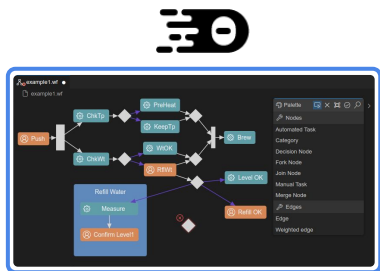 example1.wf
example1.wf
PreHeat
ChkTp
KeepTp
Push
Brew
WtOK
ChkWt
RflWt
Level OK
Refill Water
Measure
Refill OK
Confirm Level1
Palette
Nodes
Automated Task
Category
Decision Node
Fork Node
Join Node
Manual Task
Merge Node
Edges
Edge
Weighted edge